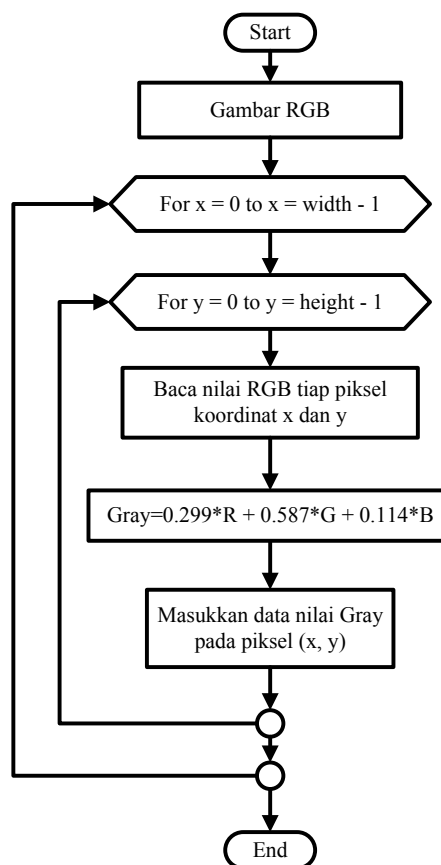 Start
Gambar RGB
For x = 0 to x = width - 1
For y = 0 to y = height - 1
Baca nilai RGB tiap piksel
koordinat x dan y
Gray=0.299*R + 0.587*G + 0.114*B
Masukkan data nilai Gray
pada piksel (x, y)
End